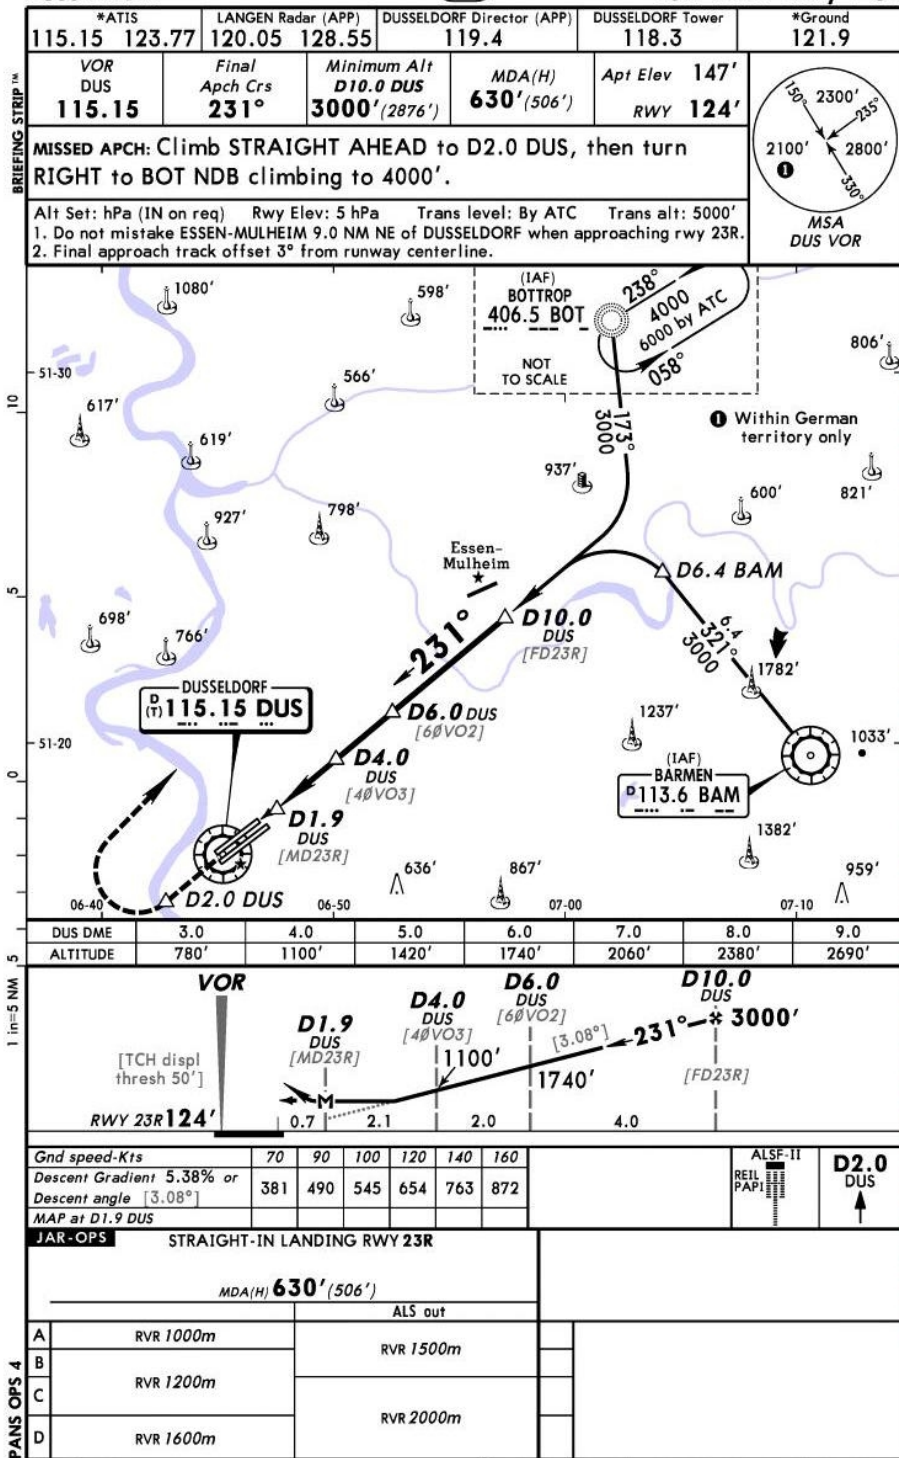 *ATIS
115.15 123.77
LANGEN Radar (APP)
120.05 128.55
DUSSELDORF Director (APP)
119.4
DUSSELDORF Tower
118.3
*Ground
121.9
BRIEFING STRIP™
VOR
DUS
115.15
Final
Apch Crs
231°
Minimum Alt
D10.0 DUS
3000'(2876')
MDA(H)
630'(506')
Apt Elev 147'
RWY 124'
MISSED APCH: Climb STRAIGHT AHEAD to D2.0 DUS, then turn
RIGHT to BOT NDB climbing to 4000'.
Alt Set: hPa (IN on req) Rwy Elev: 5 hPa Trans level: By ATC Trans alt: 5000'
1. Do not mistake ESSEN-MULHEIM 9.0 NM NE of DUSSELDORF when approaching rwy 23R.
2. Final approach track offset 3° from runway centerline.
150°
2300'
235°
2100'
1
2800'
330°
MSA
DUS VOR
1080'
598'
(IAF)
BOTTROP
406.5 BOT
NOT
TO SCALE
238°
4000
6000 by ATC
058°
806'
51-30
566'
617'
10
619'
173°
3000
1 Within German
territory only
937'
821'
600'
927'
798'
Essen-
Mulheim
D6.4 BAM
5
D10.0
DUS
[FD23R]
698'
766'
231°
6.4
321°
3000
1782'
DUSSELDORF
D
(T) 115.15 DUS
D6.0 DUS
[6ØVO2]
1237'
51-20
D4.0
DUS
[4ØVO3]
1033'
0
(IAF)
BARMEN
D 113.6 BAM
D1.9
DUS
[MD23R]
1382'
636'
867'
959'
D2.0 DUS
06-40
06-50
07-00
07-10
DUS DME 3.0 4.0 5.0 6.0 7.0 8.0 9.0
ALTITUDE 780' 1100' 1420' 1740' 2060' 2380' 2690'
1 in=5 NM
5
VOR
D1.9
DUS
[MD23R]
D4.0
DUS
[4ØVO3]
D6.0
DUS
[6ØVO2]
D10.0
DUS
231°
3000'
[3.08°]
[TCH displ
thresh 50']
1100'
1740'
[FD23R]
M
RWY 23R 124'
0.7 2.1 2.0 4.0
Gnd speed-Kts 70 90 100 120 140 160
Descent Gradient 5.38% or
Descent angle [3.08°] 381 490 545 654 763 872
MAP at D1.9 DUS
ALSF-II
REIL
PAPI
D2.0
DUS
JAR-OPS STRAIGHT-IN LANDING RWY 23R
MDA(H) 630'(506')
ALS out
A RVR 1000m
RVR 1500m
B
RVR 1200m
C
RVR 2000m
D RVR 1600m
PANS OPS 4